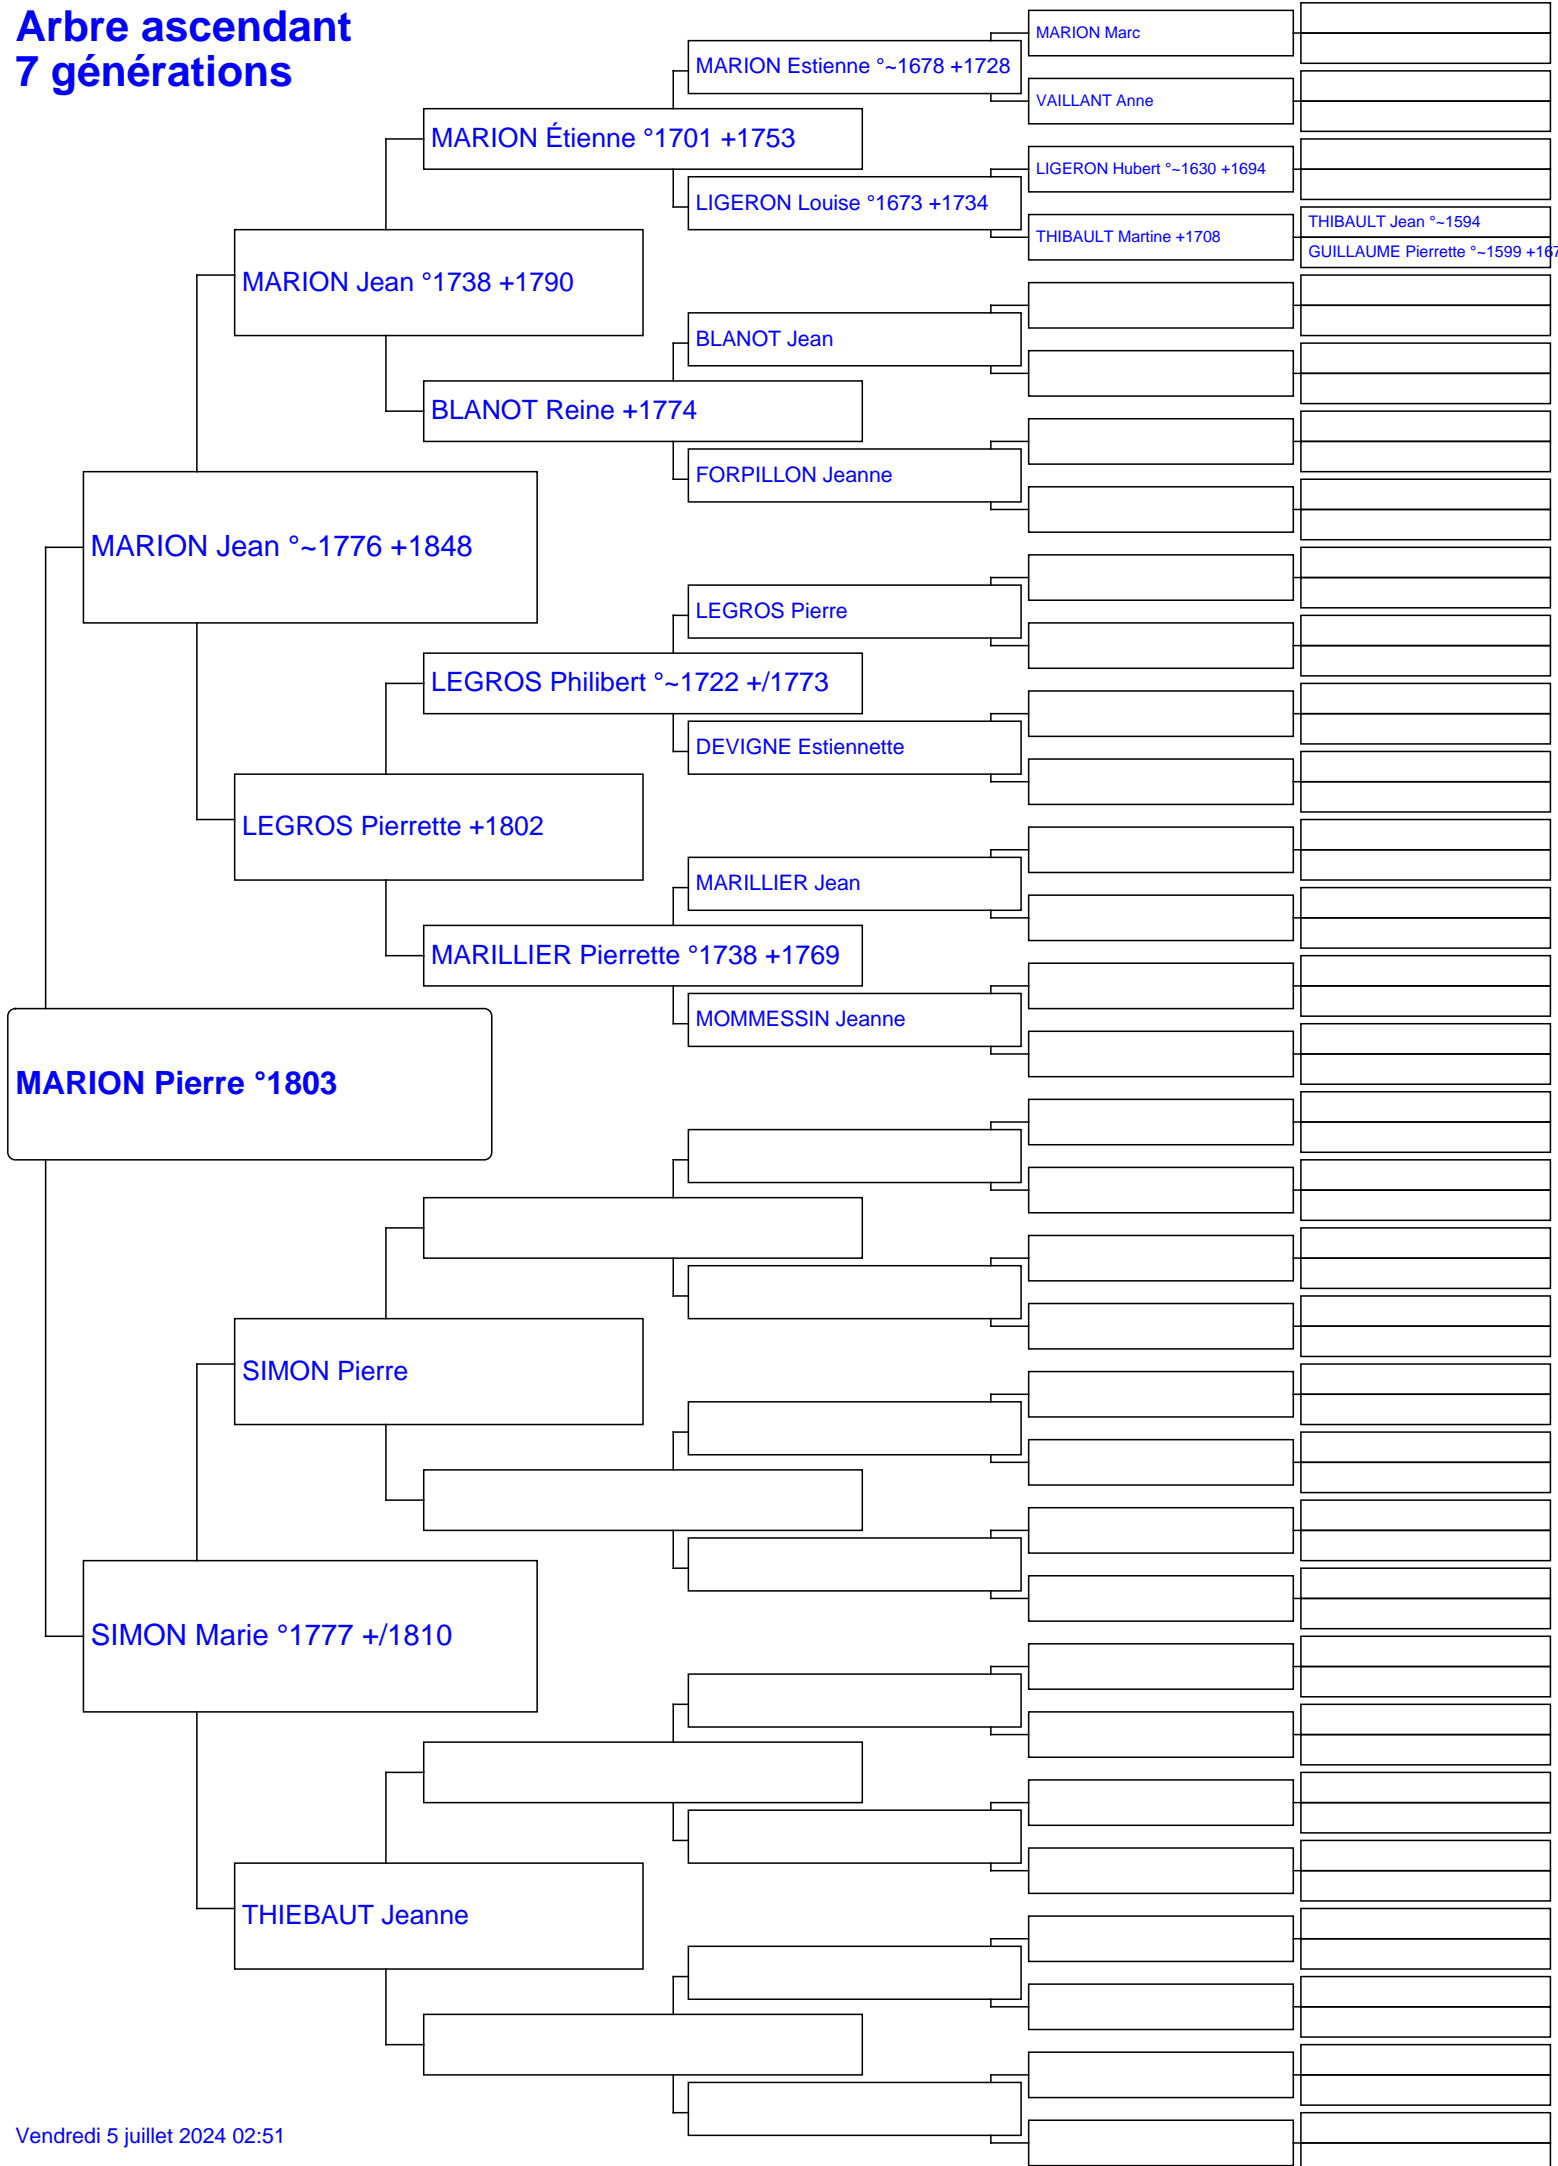 Arbre ascendant
7 générations
MARION Marc
MARION Estienne °~1678 +1728
VAILLANT Anne
MARION Étienne °1701 +1753
LIGERON Hubert °~1630 +1694
LIGERON Louise °1673 +1734
THIBAULT Jean °~1594
THIBAULT Martine +1708
GUILLAUME Pierrette °~1599 +167
MARION Jean °1738 +1790
BLANOT Jean
BLANOT Reine +1774
FORPILLON Jeanne
MARION Jean °~1776 +1848
LEGROS Pierre
LEGROS Philibert °~1722 +/1773
DEVIGNE Estiennette
LEGROS Pierrette +1802
MARILLIER Jean
MARILLIER Pierrette °1738 +1769
MOMMESSIN Jeanne
MARION Pierre °1803
SIMON Pierre
SIMON Marie °1777 +/1810
THIEBAUT Jeanne
Vendredi 5 juillet 2024 02:51